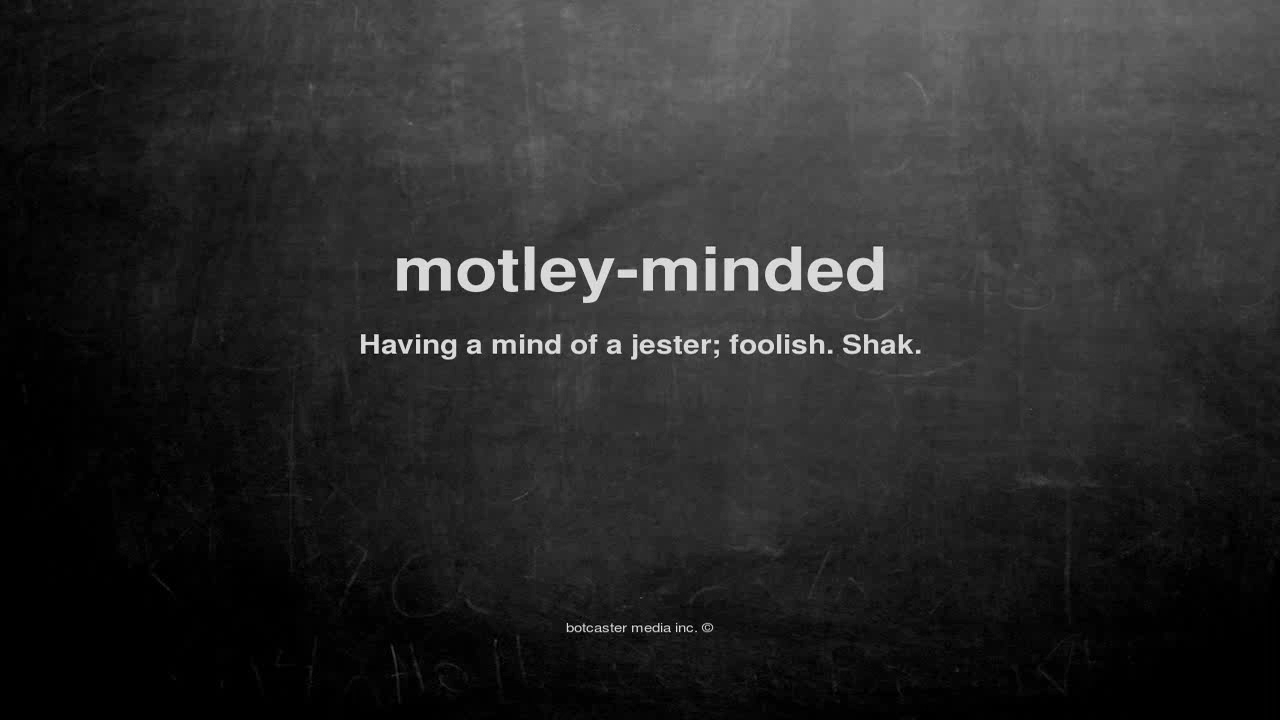 motley-minded
Having a mind of a jester; foolish. Shak.
botcaster media inc. ©